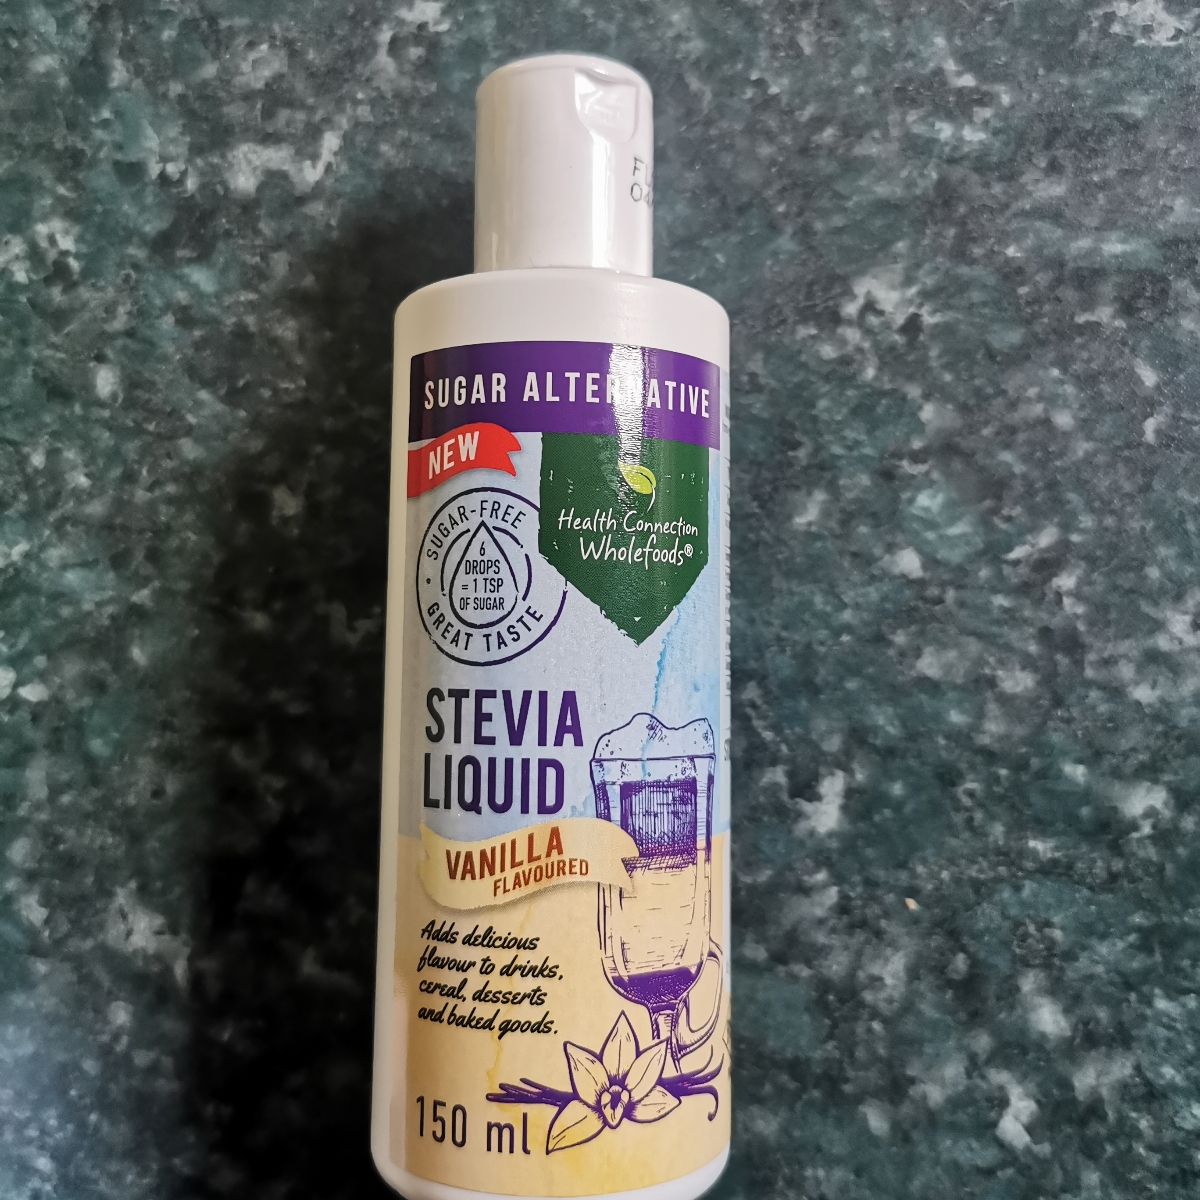 SUGAR ALTERNATIVE
NEW
Health Connection
Wholefoods®
SUGAR-FREE
6
DROPS
= 1 TSP
OF SUGAR
GREAT TASTE
STEVIA
LIQUID
VANILLA
FLAVOURED
Adds delicious
flavour to drinks,
cereal, desserts
and baked goods.
150 ml